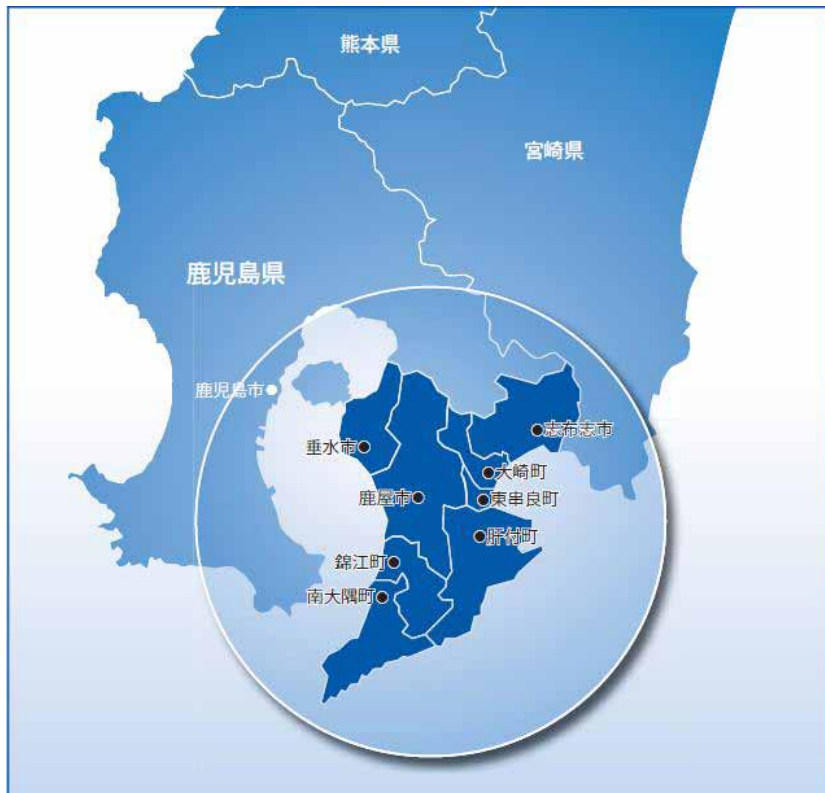 熊本県
宮崎県
鹿児島県
鹿児島市
志布志市
垂水市
大崎町
鹿屋市
東串良町
肝付町
錦江町
南大隅町